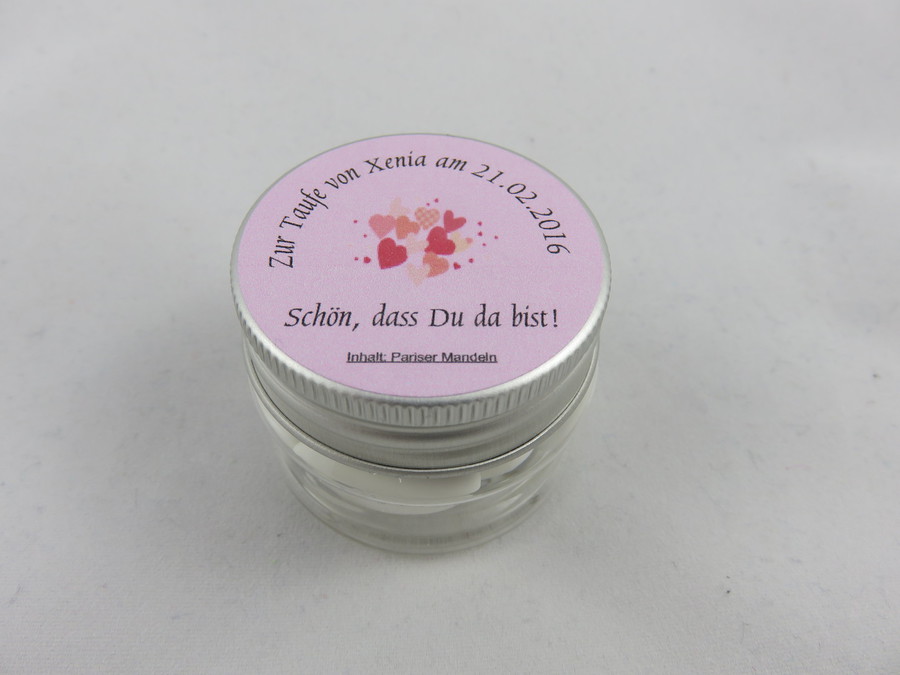 Zur Taufe von Xenia am 21.02.2016
Schön, dass Du da bist!
Inhalt: Pariser Mandeln